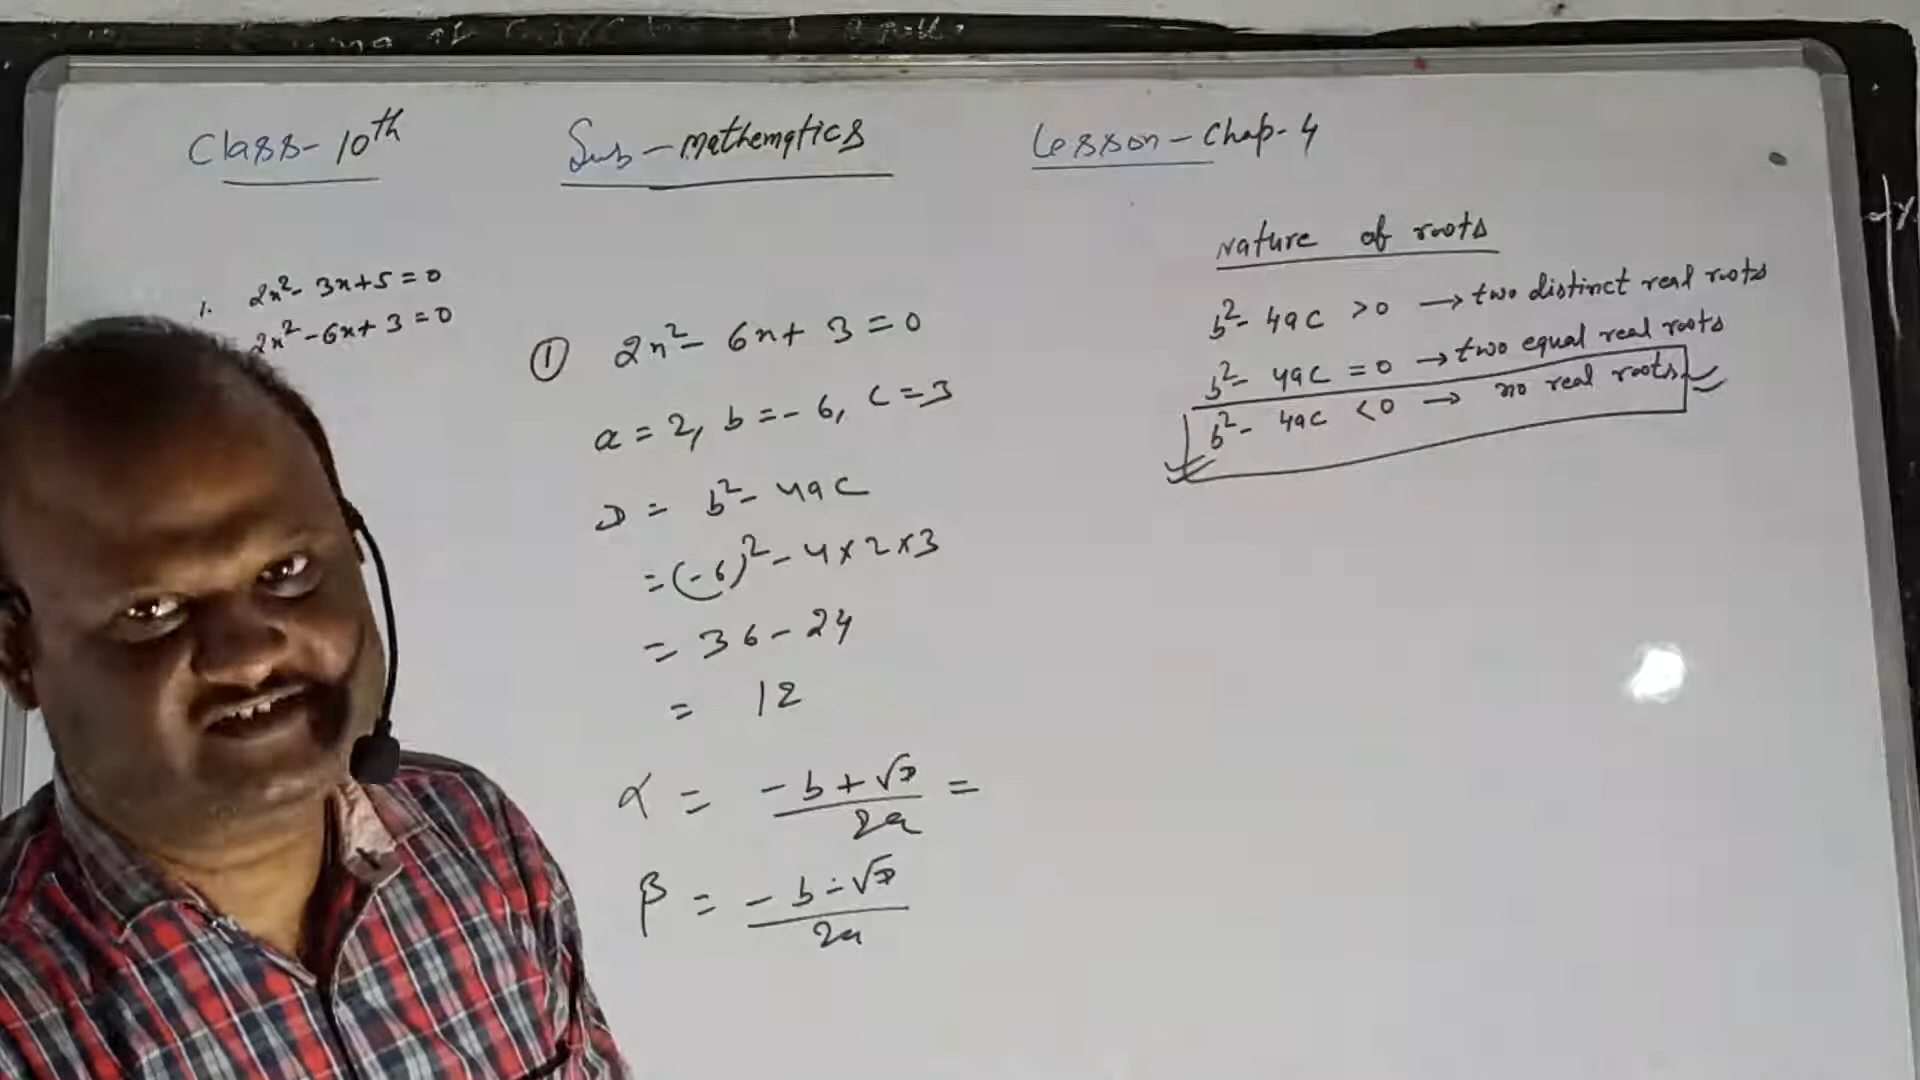 Class- 10th
Sub - Mathematics
Lesson - Chap-4
1. 2x² - 3x + 5 = 0
2x² - 6x + 3 = 0
① 2x² - 6x + 3 = 0
a = 2, b = - 6, c = 3
D = b² - 4ac
= (-6)² - 4 × 2 × 3
= 36 - 24
= 12
α = (-b + √D)/2a =
β = (-b - √D)/2a
Nature of roots
b² - 4ac > 0 → two distinct real roots
b² - 4ac = 0 → two equal real roots
b² - 4ac < 0 → no real roots